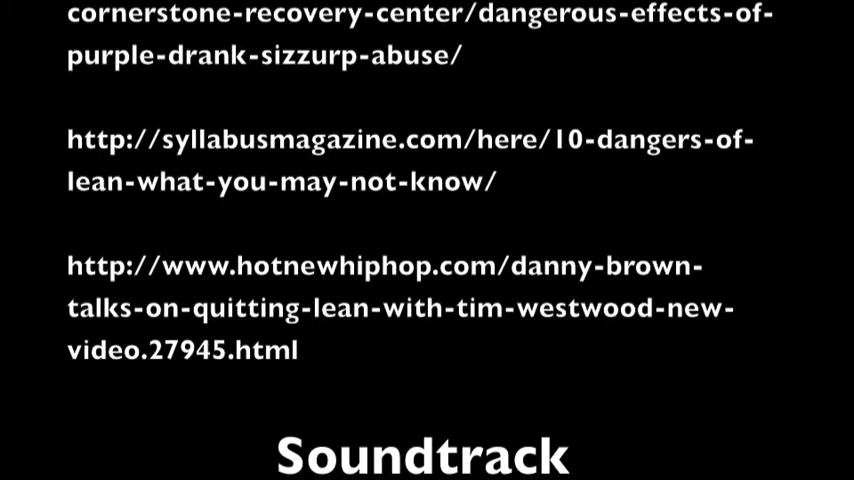 cornerstone-recovery-center/dangerous-effects-of-
purple-drank-sizzurp-abuse/
http://syllabusmagazine.com/here/10-dangers-of-
lean-what-you-may-not-know/
http://www.hotnewhiphop.com/danny-brown-
talks-on-quitting-lean-with-tim-westwood-new-
video.27945.html
Soundtrack